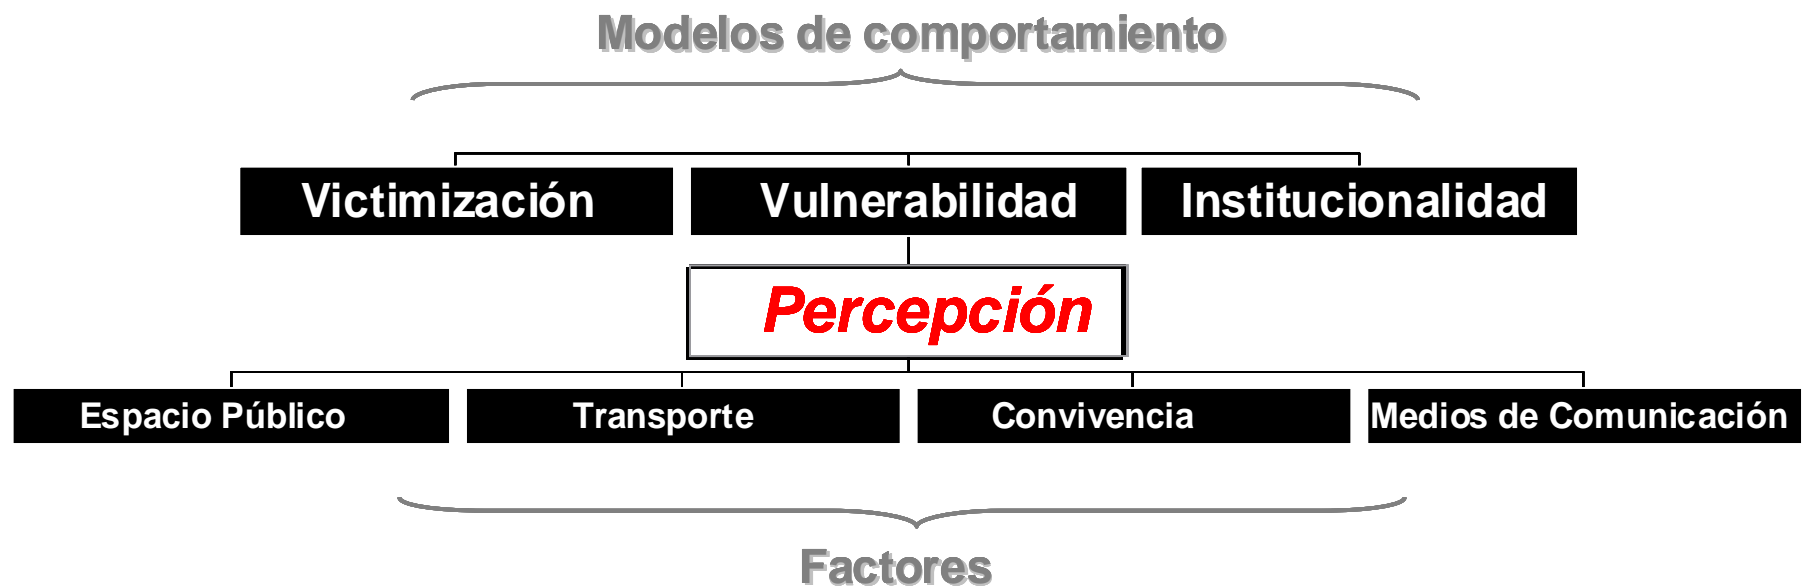 Modelos de comportamiento
Victimización
Vulnerabilidad
Institucionalidad
Percepción
Espacio Público
Transporte
Convivencia
Medios de Comunicación
Factores